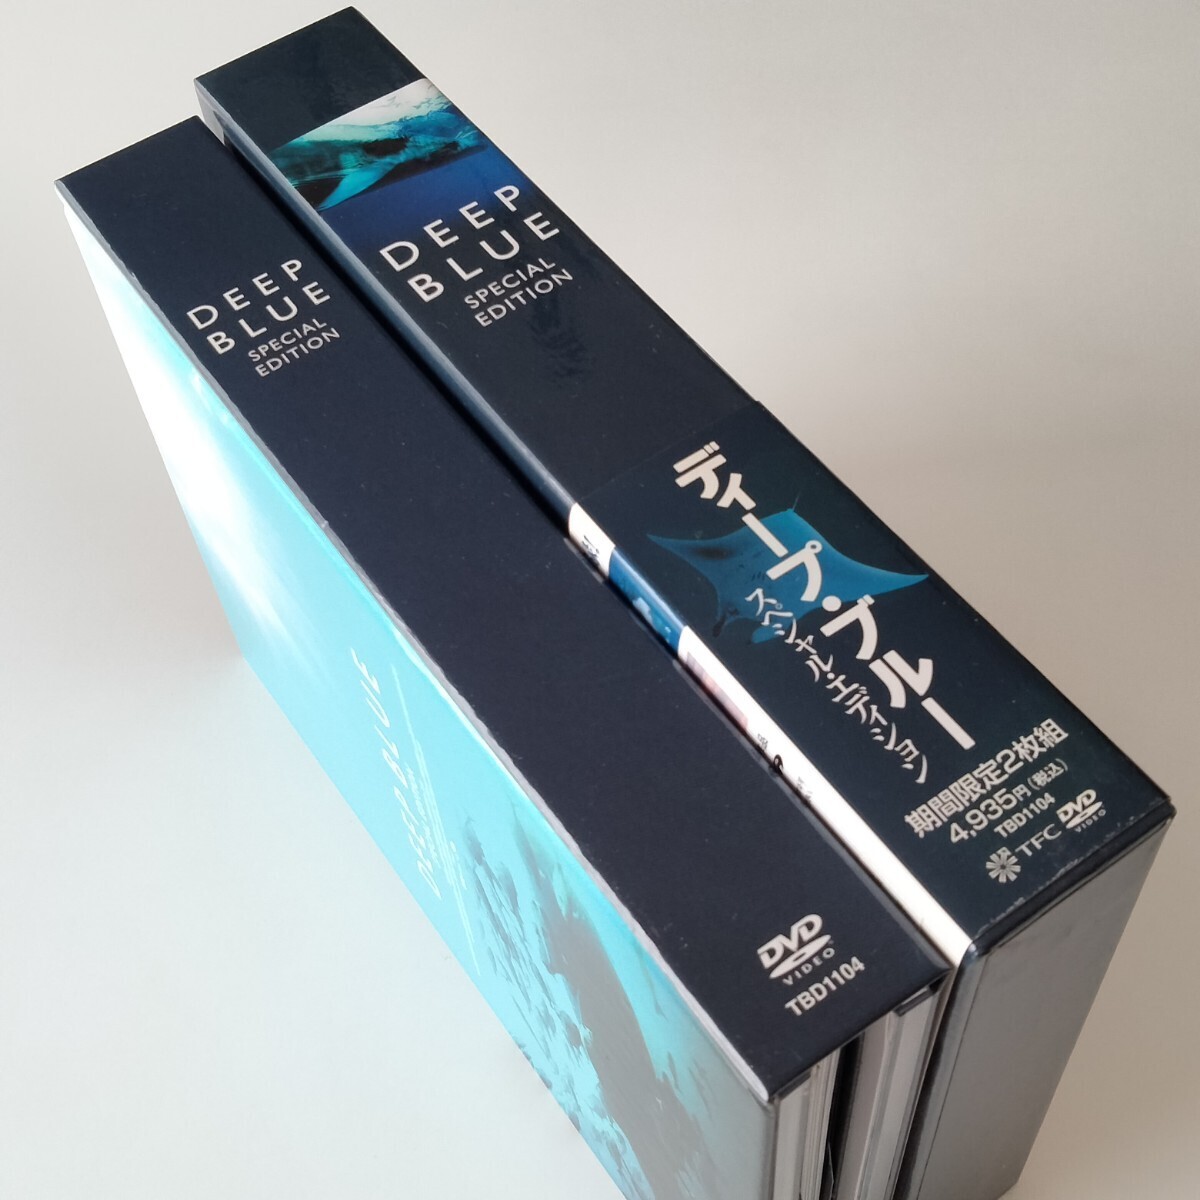 DEEP
BLUE
SPECIAL
EDITION
DVD
VIDEO
TBD1104
DEEP BLUE
DEEP
BLUE
SPECIAL
EDITION
ディープ・ブルー
スペシャル・エディション
期間限定2枚組
4,935円(税込)
TBD1104
TFC
DVD
VIDEO